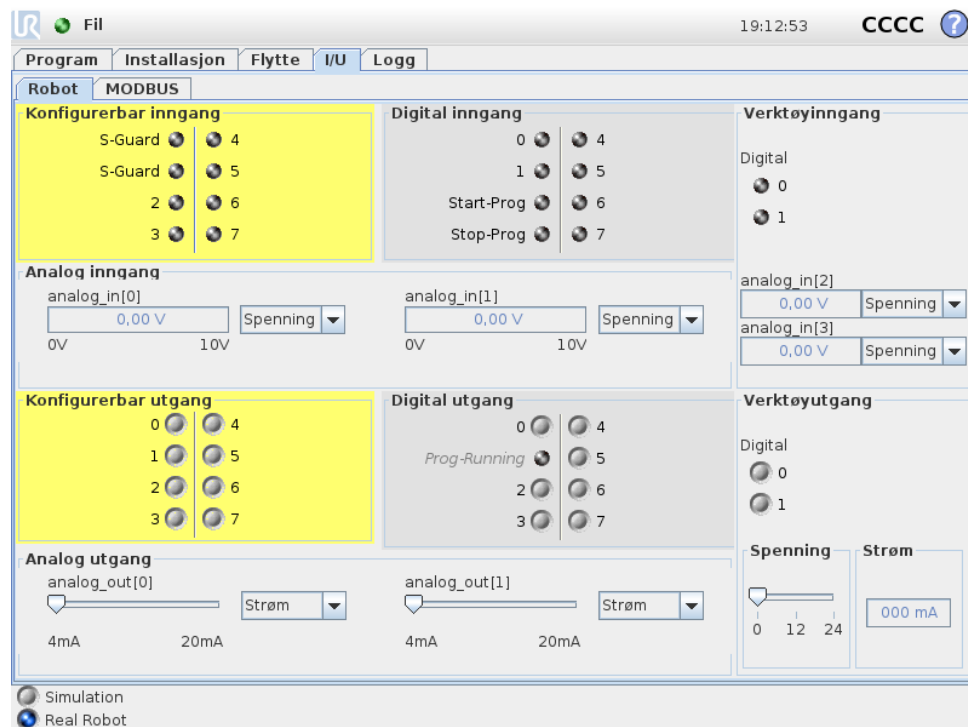 UR Fil 19:12:53 CCCC ?
Program Installasjon Flytte I/U Logg
Robot MODBUS
Konfigurerbar inngang
S-Guard 4
S-Guard 5
2 6
3 7
Digital inngang
0 4
1 5
Start-Prog 6
Stop-Prog 7
Verktøyinngang
Digital
0
1
analog_in[2]
0,00 V Spenning
analog_in[3]
0,00 V Spenning
Analog inngang
analog_in[0]
0,00 V Spenning
0V 10V
analog_in[1]
0,00 V Spenning
0V 10V
Konfigurerbar utgang
0 4
1 5
2 6
3 7
Digital utgang
0 4
Prog-Running 5
2 6
3 7
Verktøyutgang
Digital
0
1
Spenning
0 12 24
Strøm
000 mA
Analog utgang
analog_out[0]
Strøm
4mA 20mA
analog_out[1]
Strøm
4mA 20mA
Simulation
Real Robot